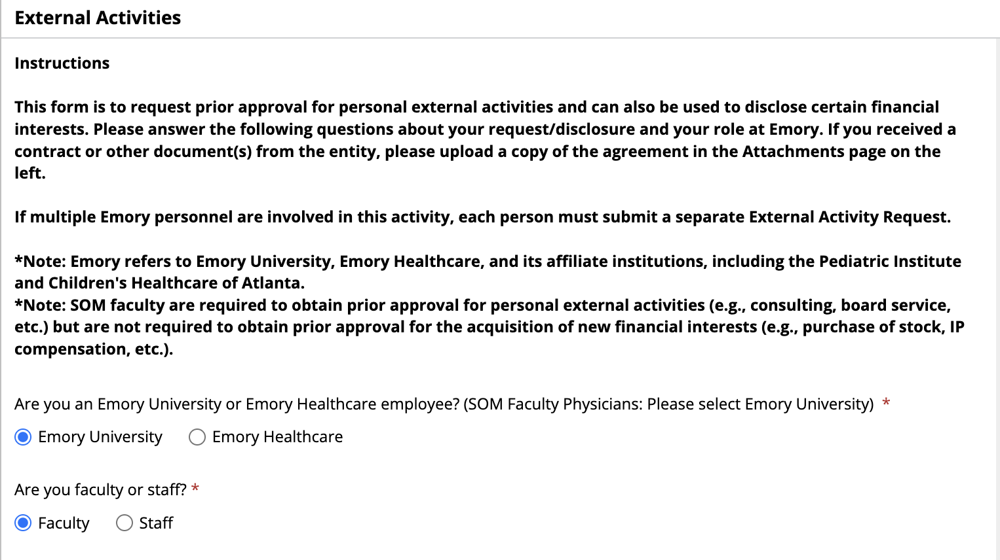 External Activities
Instructions
This form is to request prior approval for personal external activities and can also be used to disclose certain financial
interests. Please answer the following questions about your request/disclosure and your role at Emory. If you received a
contract or other document(s) from the entity, please upload a copy of the agreement in the Attachments page on the
left.
If multiple Emory personnel are involved in this activity, each person must submit a separate External Activity Request.
*Note: Emory refers to Emory University, Emory Healthcare, and its affiliate institutions, including the Pediatric Institute
and Children's Healthcare of Atlanta.
*Note: SOM faculty are required to obtain prior approval for personal external activities (e.g., consulting, board service,
etc.) but are not required to obtain prior approval for the acquisition of new financial interests (e.g., purchase of stock, IP
compensation, etc.).
Are you an Emory University or Emory Healthcare employee? (SOM Faculty Physicians: Please select Emory University) *
Emory University Emory Healthcare
Are you faculty or staff? *
Faculty Staff